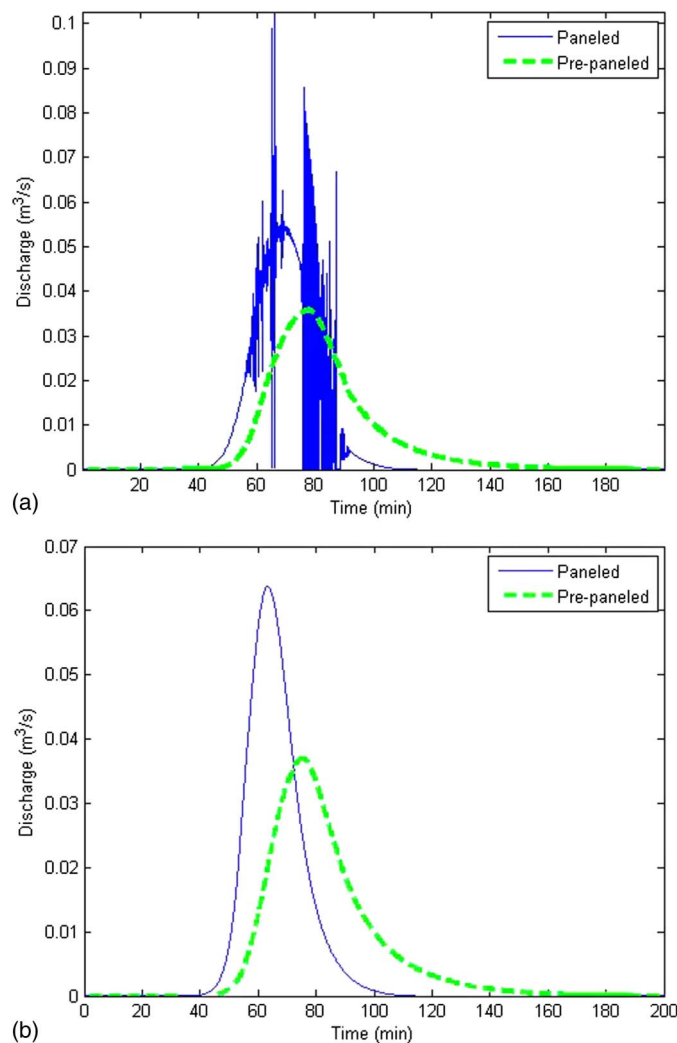 0.1
0.09
0.08
0.07
0.06
0.05
0.04
0.03
0.02
0.01
0
Discharge (m³/s)
Paneled
Pre-paneled
20 40 60 80 100 120 140 160 180
Time (min)
(a)
0.07
0.06
0.05
0.04
0.03
0.02
0.01
0
Discharge (m³/s)
Paneled
Pre-paneled
0 20 40 60 80 100 120 140 160 180 200
Time (min)
(b)